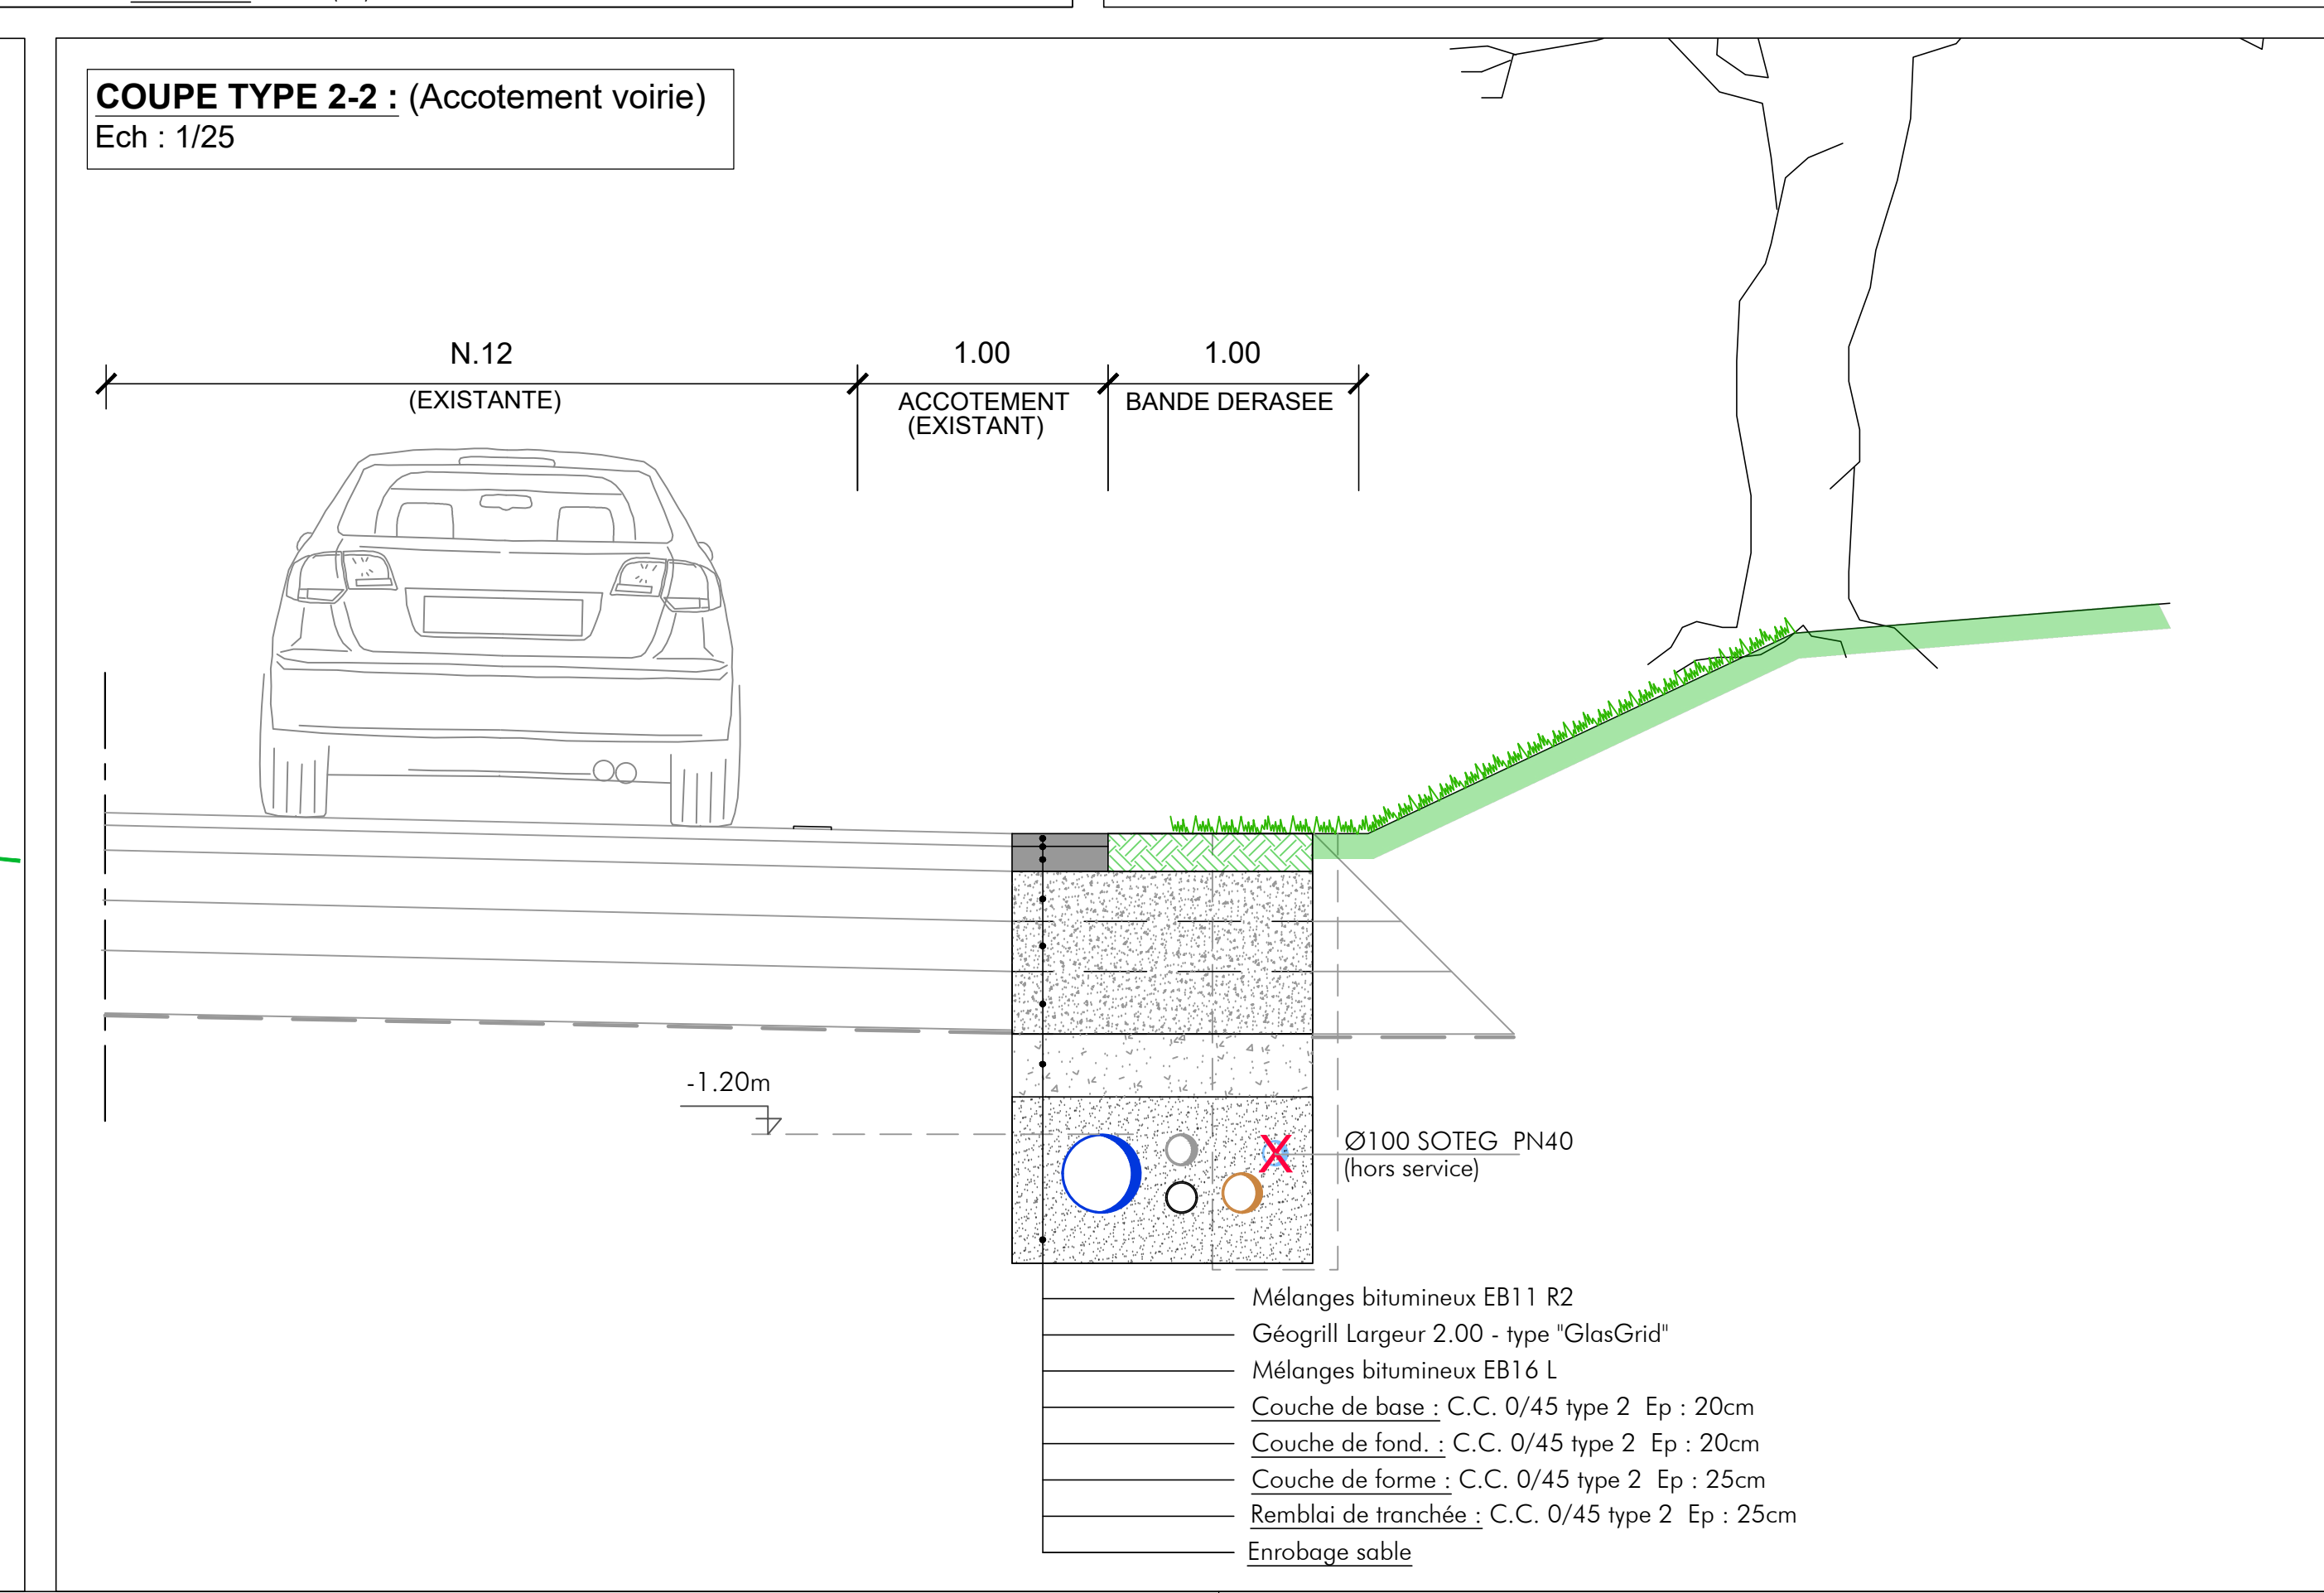 COUPE TYPE 2-2 : (Accotement voirie)
Ech : 1/25
N.12
1.00
1.00
(EXISTANTE)
ACCOTEMENT
(EXISTANT)
BANDE DERASEE
-1.20m
Ø100 SOTEG PN40
(hors service)
Mélanges bitumineux EB11 R2
Géogrill Largeur 2.00 - type "GlasGrid"
Mélanges bitumineux EB16 L
Couche de base : C.C. 0/45 type 2 Ep : 20cm
Couche de fond. : C.C. 0/45 type 2 Ep : 20cm
Couche de forme : C.C. 0/45 type 2 Ep : 25cm
Remblai de tranchée : C.C. 0/45 type 2 Ep : 25cm
Enrobage sable